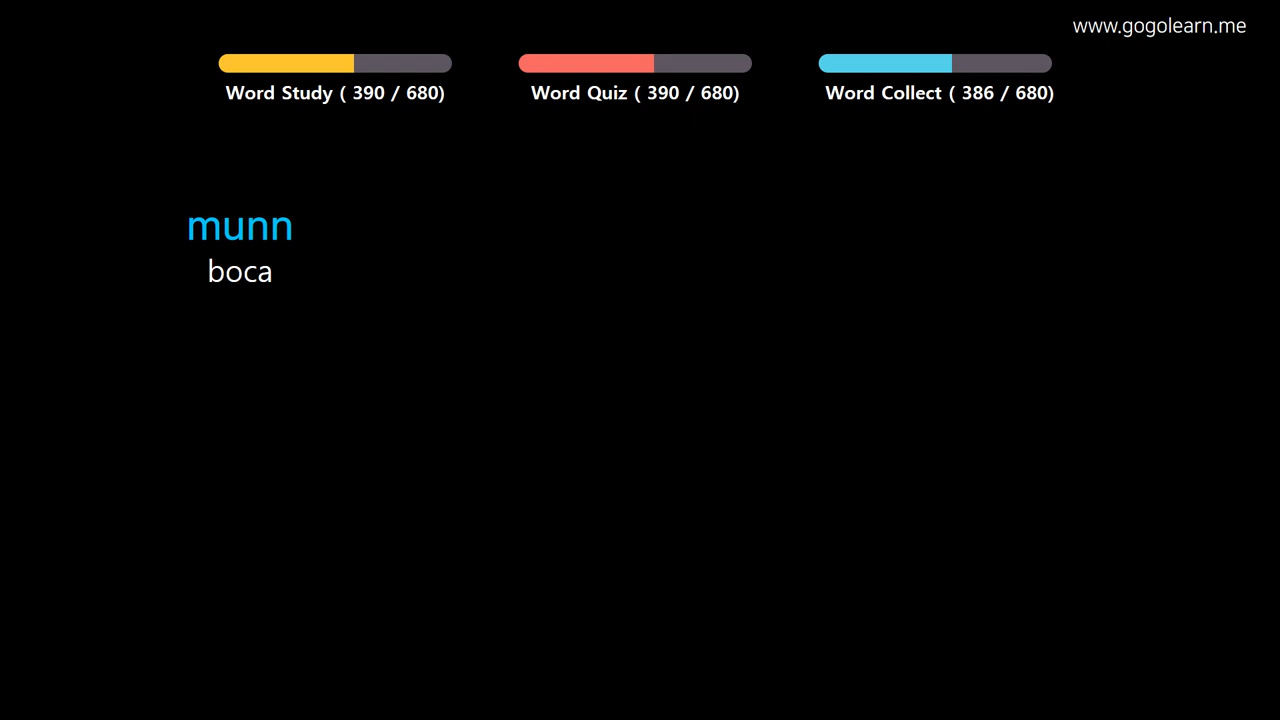 www.gogolearn.me
Word Study ( 390 / 680)
Word Quiz ( 390 / 680)
Word Collect ( 386 / 680)
munn
boca